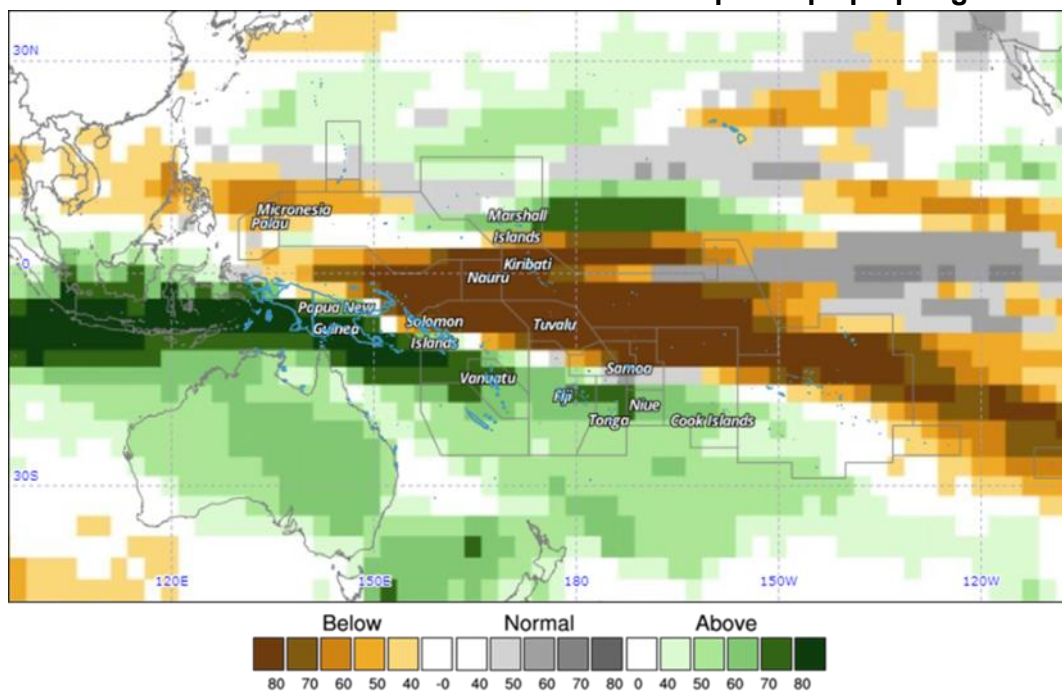 30N
Micronesia
Palau
Marshall
Islands
Kiribati
0
Nauru
Papua New
Guinea
Solomon
Islands
Tuvalu
Samoa
Vanuatu
Fiji
Niue
Tonga
Cook Islands
30S
120E 150E 180 150W 120W
Below Normal Above
80 70 60 50 40 -0 40 50 60 70 80 0 40 50 60 70 80